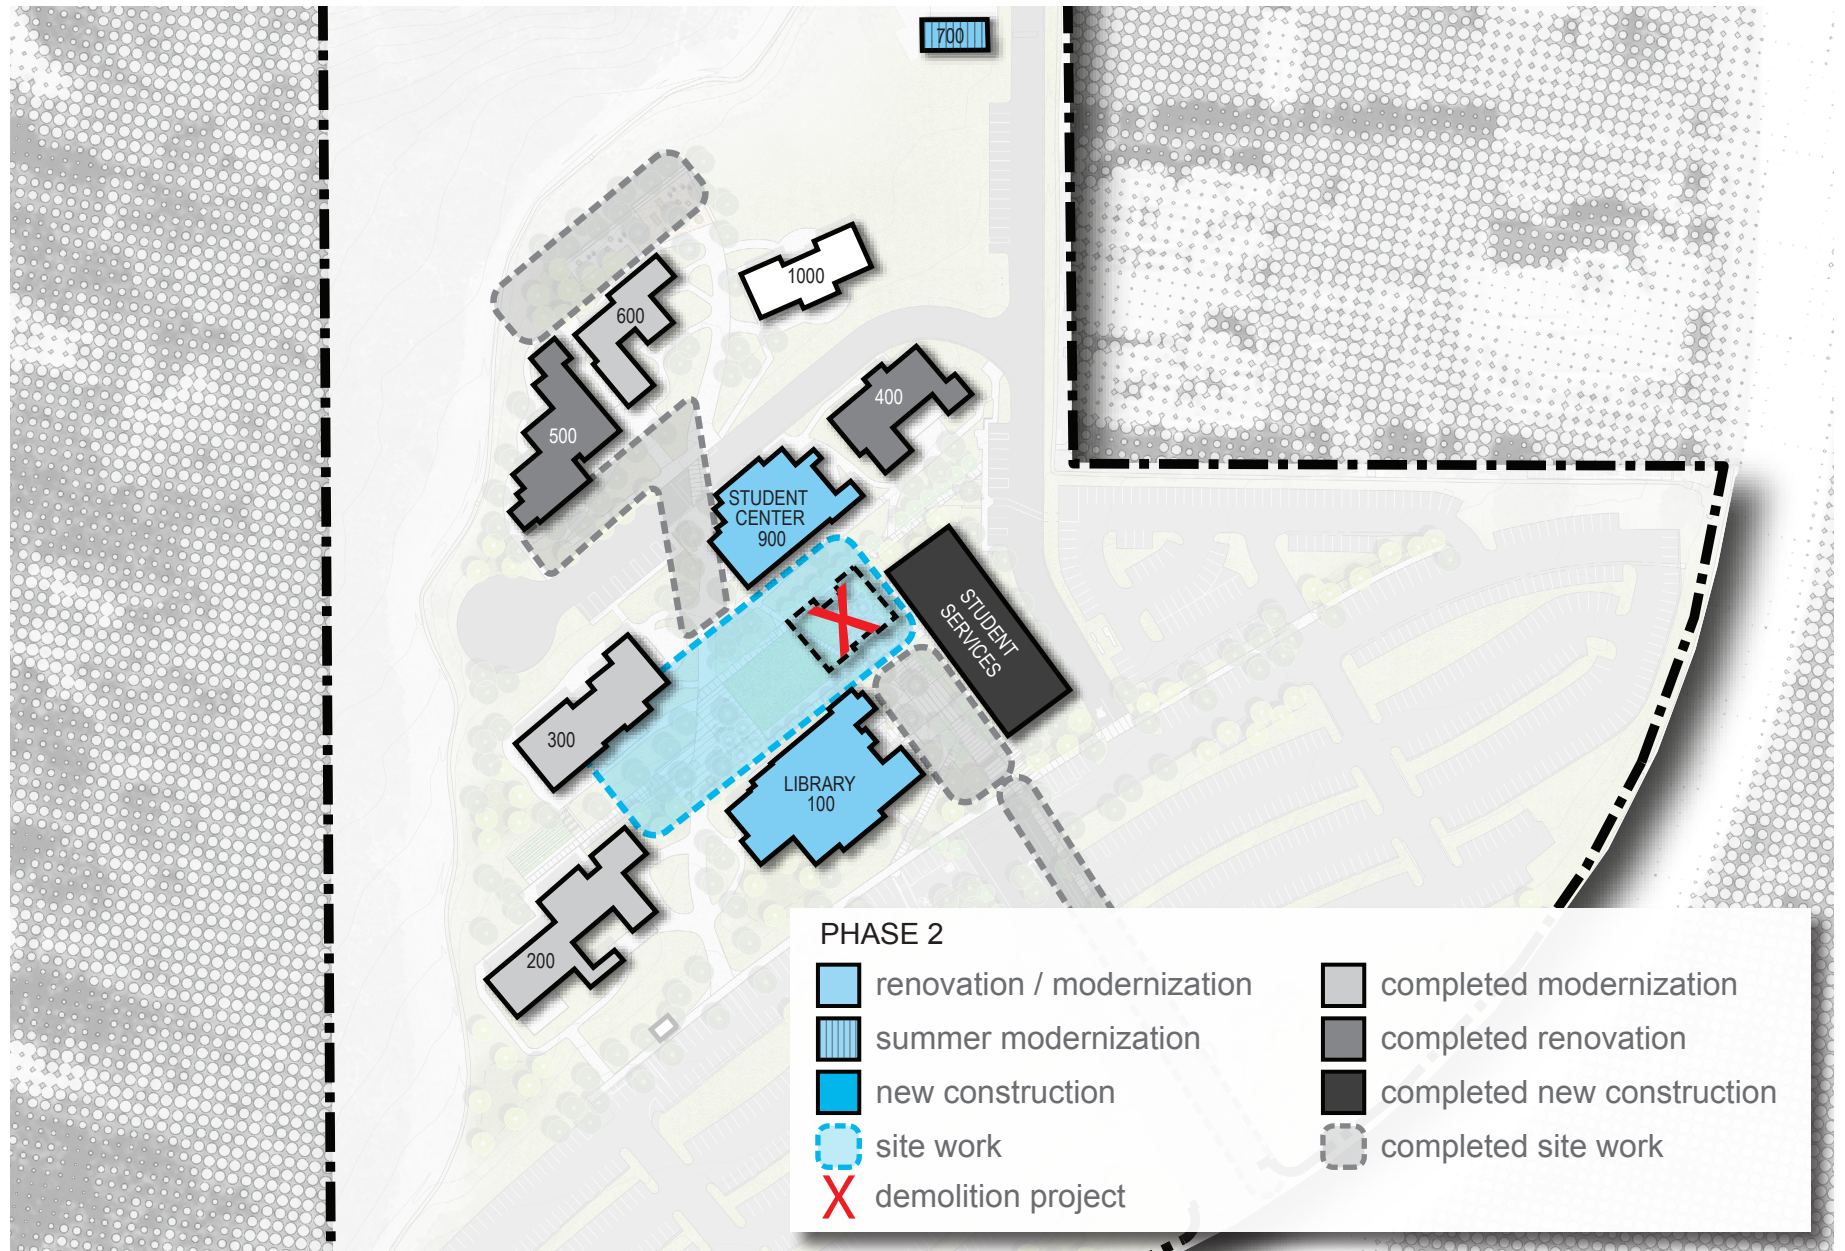 700
1000
600
400
500
STUDENT
CENTER
900
STUDENT
SERVICES
300
LIBRARY
100
200
PHASE 2
renovation / modernization
summer modernization
new construction
site work
demolition project
completed modernization
completed renovation
completed new construction
completed site work